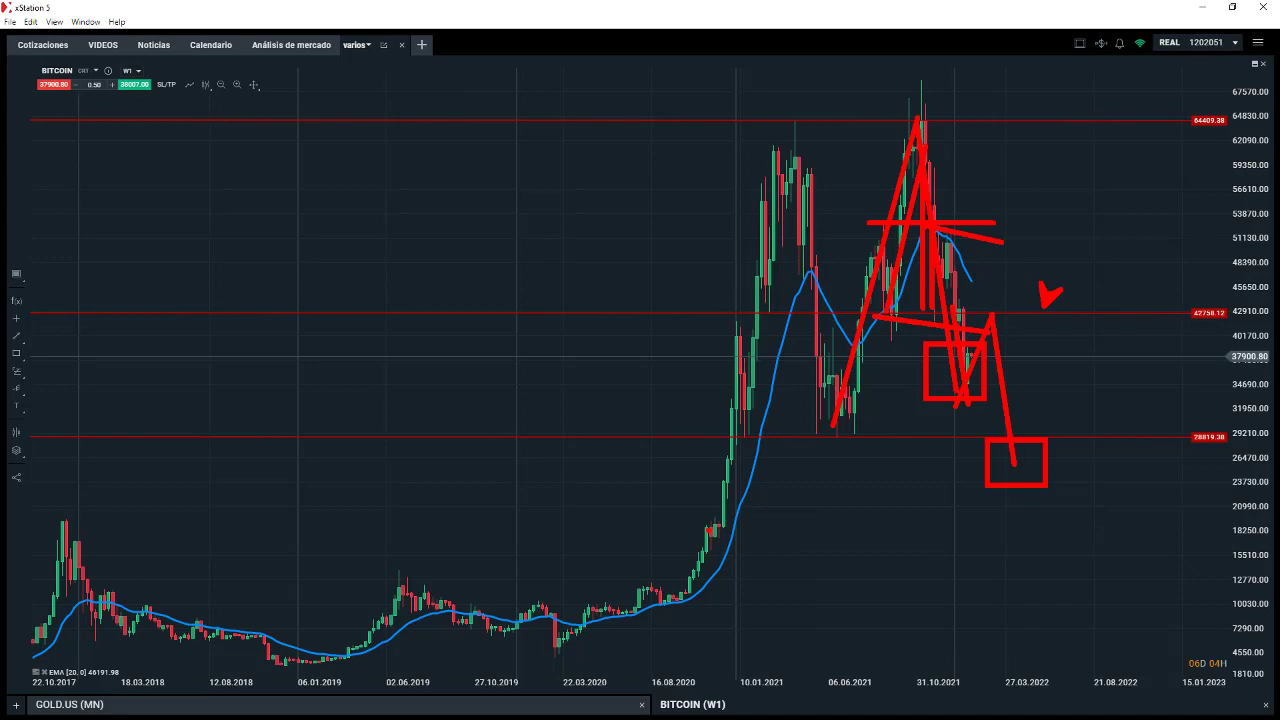 xStation 5
File Edit View Window Help
Cotizaciones VIDEOS Noticias Calendario Análisis de mercado varios
REAL 1202051
BITCOIN W1
37900.80 0.50 38007.00 SL/TP
67570.00
64830.00
64409.38
62090.00
59350.00
56610.00
53870.00
51130.00
48390.00
45650.00
42910.00
42758.12
40170.00
37900.80
34690.00
31950.00
29210.00
28819.38
26470.00
23730.00
20990.00
18250.00
15510.00
12770.00
10030.00
7290.00
4550.00
1810.00
f(x)
T
06D 04H
EMA [20, 0] 46191.98
22.10.2017 18.03.2018 12.08.2018 06.01.2019 02.06.2019 27.10.2019 22.03.2020 16.08.2020 10.01.2021 06.06.2021 31.10.2021 27.03.2022 21.08.2022 15.01.2023
GOLD.US (MN) BITCOIN (W1)